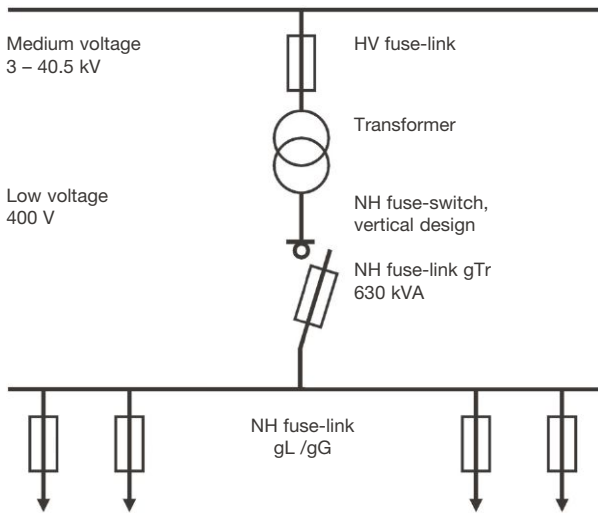 Medium voltage
3 – 40.5 kV
HV fuse-link
Transformer
Low voltage
400 V
NH fuse-switch,
vertical design
NH fuse-link gTr
630 kVA
NH fuse-link
gL /gG